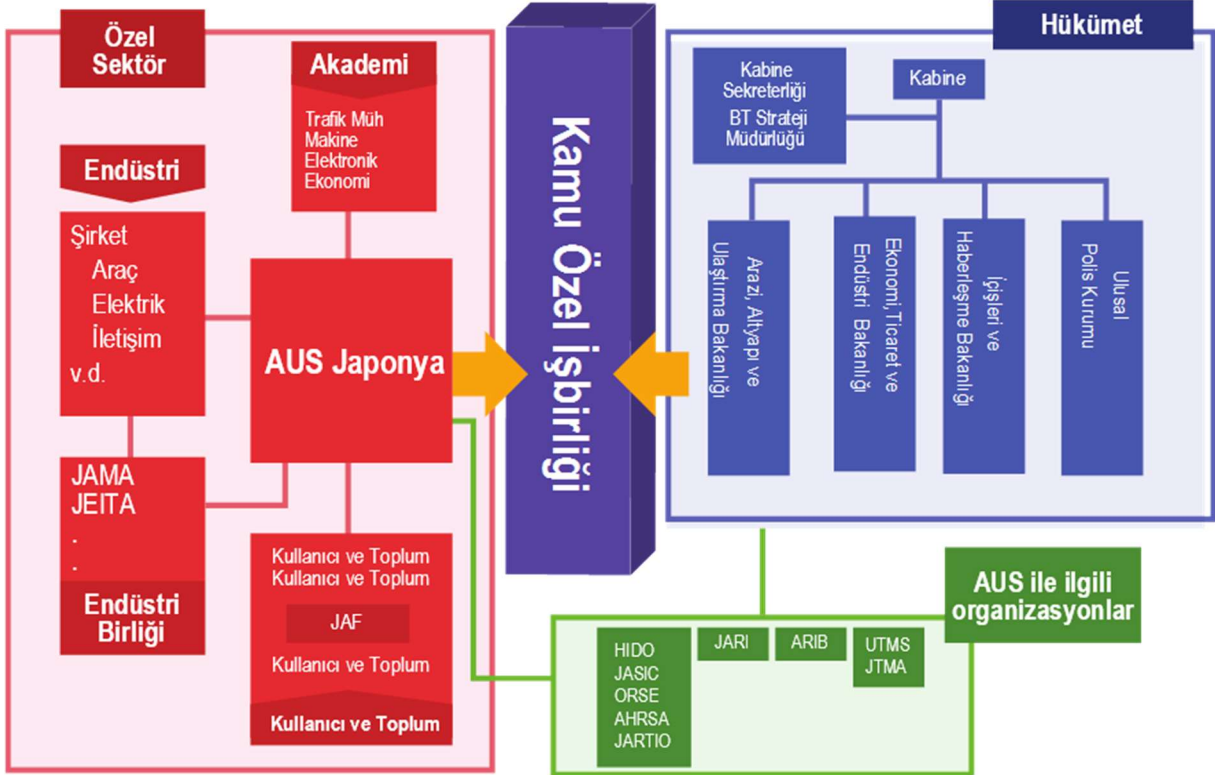 Özel
Sektör
Akademi
Trafik Müh
Makine
Elektronik
Ekonomi
Endüstri
Şirket
Araç
Elektrik
İletişim
v.d.
AUS Japonya
JAMA
JEITA
.
.
Endüstri
Birliği
Kullanıcı ve Toplum
Kullanıcı ve Toplum
JAF
Kullanıcı ve Toplum
Kullanıcı ve Toplum
Kamu Özel İşbirliği
Hükümet
Kabine
Sekreterliği
BT Strateji
Müdürlüğü
Kabine
Arazi, Altyapı ve
Ulaştırma Bakanlığı
Ekonomi,Ticaret ve
Endüstri Bakanlığı
İçişleri ve
Haberleşme Bakanlığı
Ulusal
Polis Kurumu
AUS ile ilgili
organizasyonlar
HIDO
JASIC
ORSE
AHRSA
JARTIO
JARI
ARIB
UTMS
JTMA